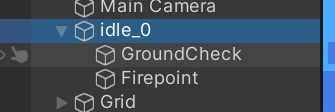 Main Camera
idle_0
GroundCheck
Firepoint
Grid